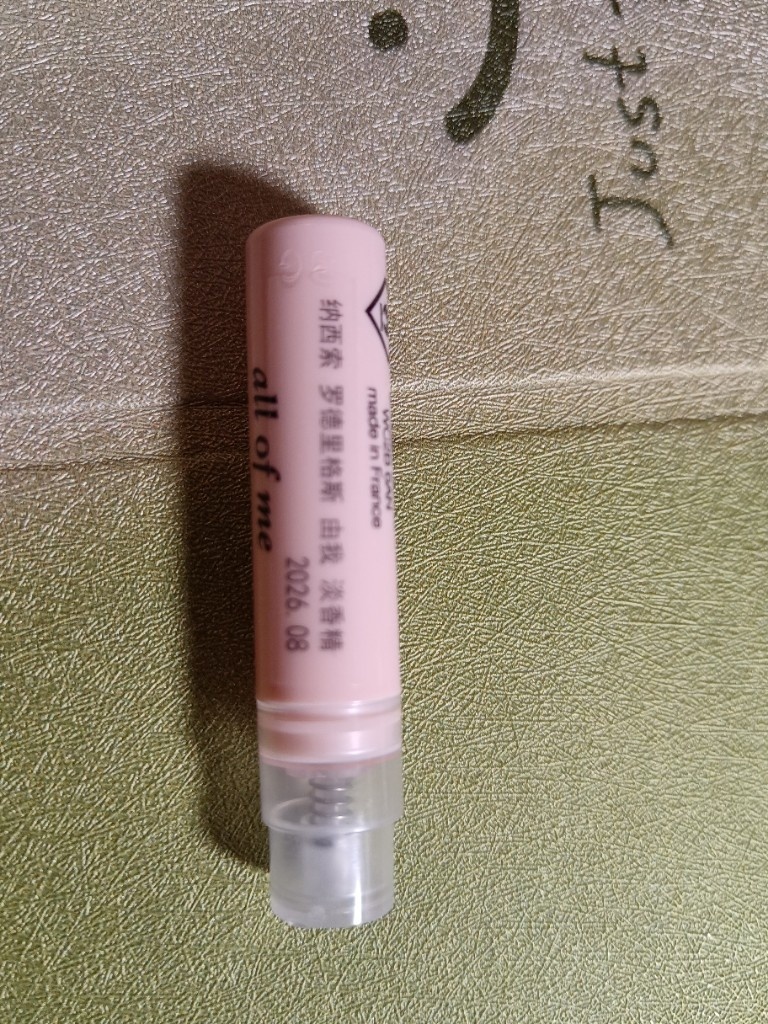 Just
made in france
纳西索 罗德里格斯 由我 淡香精
2026.08
all of me